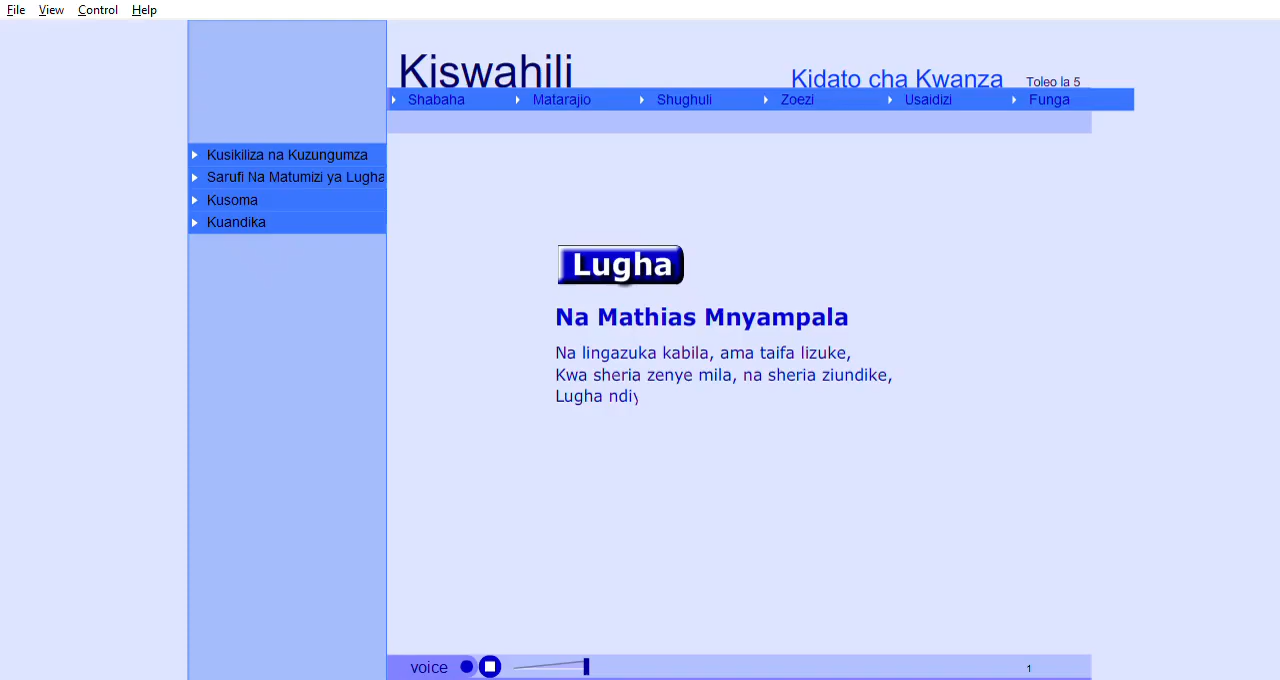 File View Control Help
Kiswahili
Kidato cha Kwanza
Toleo la 5
Shabaha Matarajio Shughuli Zoezi Usaidizi Funga
Kusikiliza na Kuzungumza
Sarufi Na Matumizi ya Lugha
Kusoma
Kuandika
Lugha
Na Mathias Mnyampala
Na lingazuka kabila, ama taifa lizuke,
Kwa sheria zenye mila, na sheria ziundike,
Lugha ndiy
voice
1